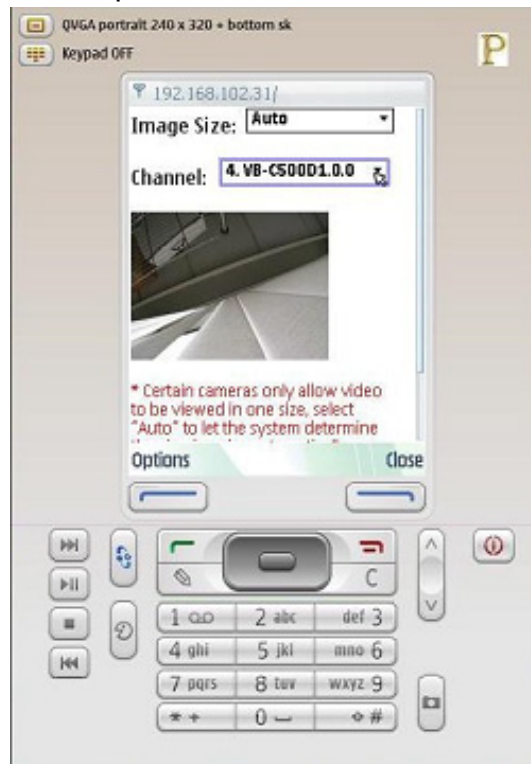 QVGA portrait 240 x 320 + bottom sk
P
Keypad OFF
192.168.102.31/
Image Size: Auto
Channel: 4. VB-C500D1.0.0
* Certain cameras only allow video
to be viewed in one size, select
"Auto" to let the system determine
Options Close
C
1 2 abc def 3
4 ghi 5 jkl mno 6
7 pqrs 8 tuv wxyz 9
* + 0 #